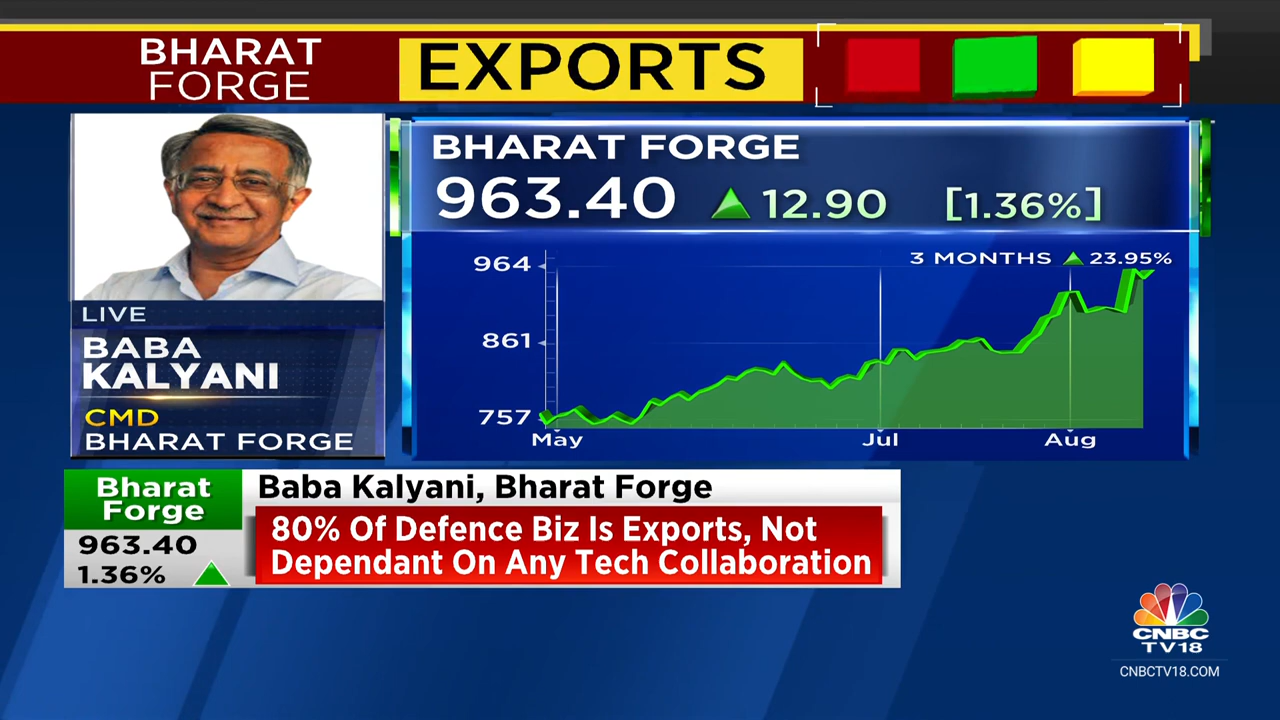 BHARAT
FORGE
EXPORTS
BHARAT FORGE
963.40 ▲ 12.90 [1.36%]
3 MONTHS ▲ 23.95%
964
861
757
May Jul Aug
LIVE
BABA
KALYANI
CMD
BHARAT FORGE
Bharat
Forge
963.40
1.36% ▲
Baba Kalyani, Bharat Forge
80% Of Defence Biz Is Exports, Not
Dependant On Any Tech Collaboration
CNBC
TV18
CNBCTV18.COM